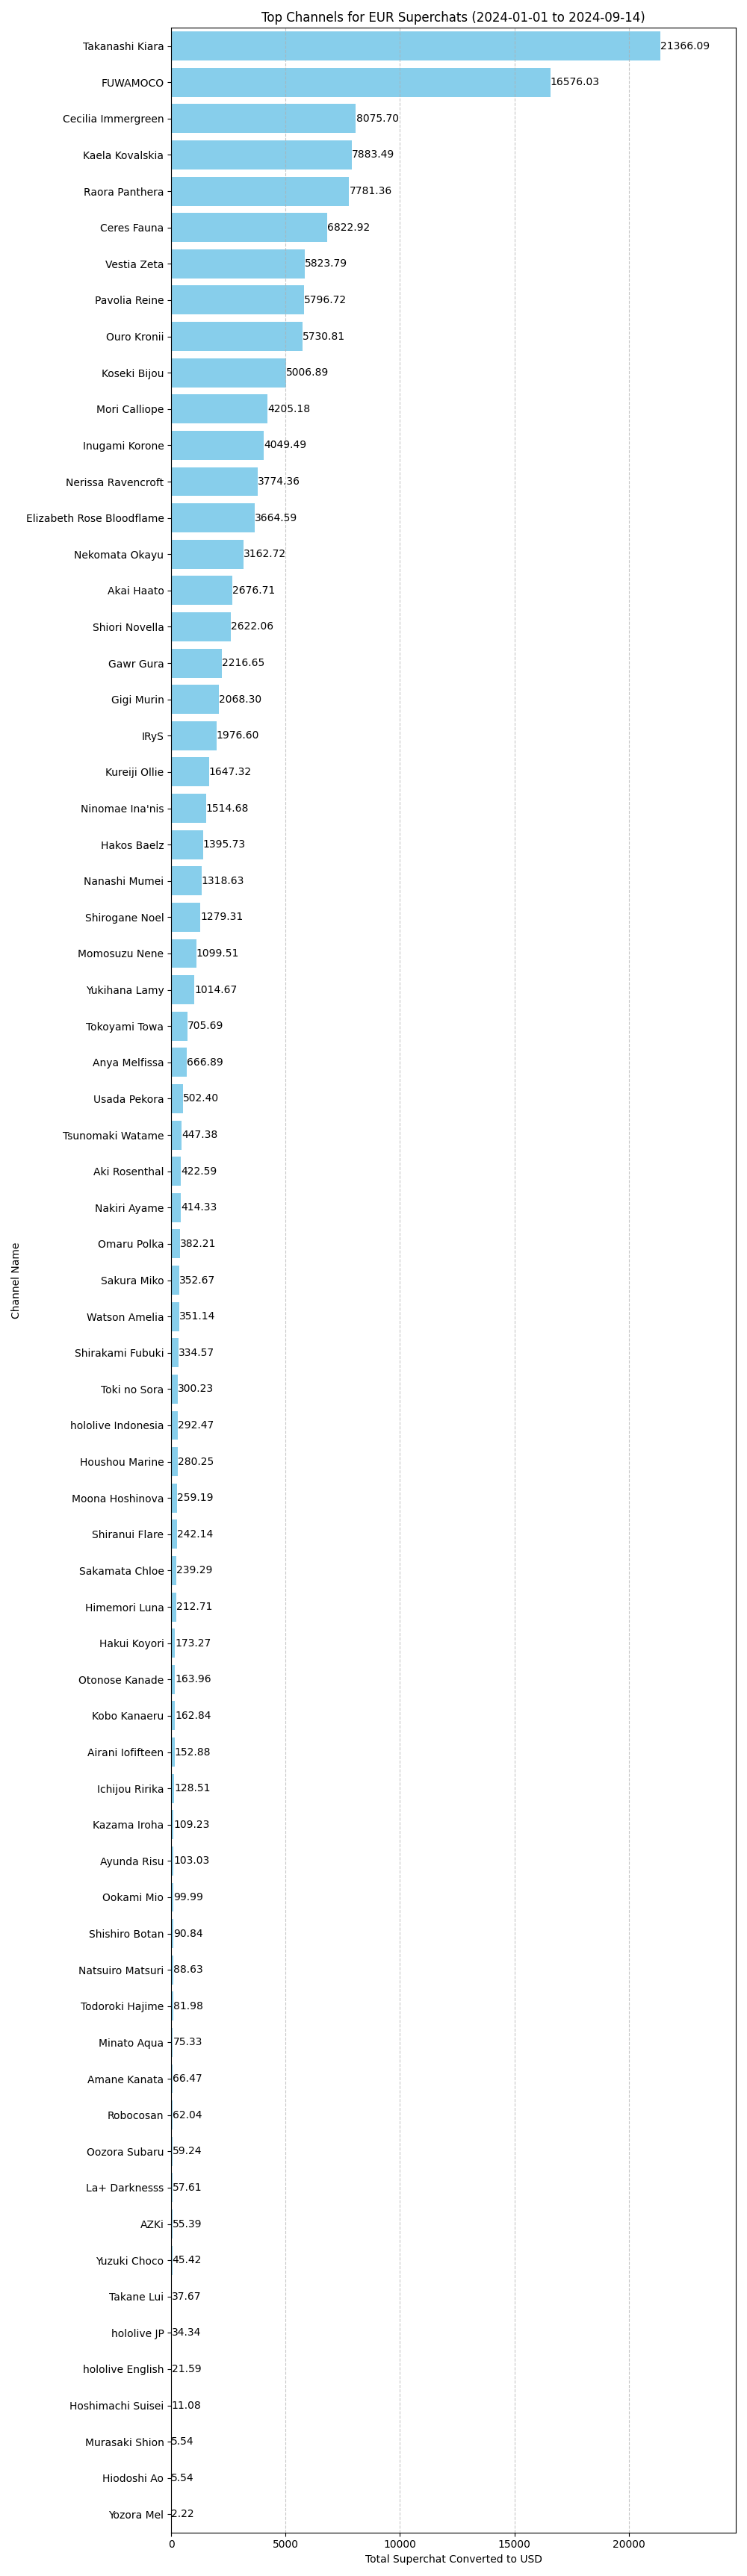 Top Channels for EUR Superchats (2024-01-01 to 2024-09-14)
Takanashi Kiara 21366.09
FUWAMOCO 16576.03
Cecilia Immergreen 8075.70
Kaela Kovalskia 7883.49
Raora Panthera 7781.36
Ceres Fauna 6822.92
Vestia Zeta 5823.79
Pavolia Reine 5796.72
Ouro Kronii 5730.81
Koseki Bijou 5006.89
Mori Calliope 4205.18
Inugami Korone 4049.49
Nerissa Ravencroft 3774.36
Elizabeth Rose Bloodflame 3664.59
Nekomata Okayu 3162.72
Akai Haato 2676.71
Shiori Novella 2622.06
Gawr Gura 2216.65
Gigi Murin 2068.30
IRyS 1976.60
Kureiji Ollie 1647.32
Ninomae Ina'nis 1514.68
Hakos Baelz 1395.73
Nanashi Mumei 1318.63
Shirogane Noel 1279.31
Momosuzu Nene 1099.51
Yukihana Lamy 1014.67
Tokoyami Towa 705.69
Anya Melfissa 666.89
Usada Pekora 502.40
Tsunomaki Watame 447.38
Aki Rosenthal 422.59
Nakiri Ayame 414.33
Omaru Polka 382.21
Sakura Miko 352.67
Watson Amelia 351.14
Shirakami Fubuki 334.57
Toki no Sora 300.23
hololive Indonesia 292.47
Houshou Marine 280.25
Moona Hoshinova 259.19
Shiranui Flare 242.14
Sakamata Chloe 239.29
Himemori Luna 212.71
Hakui Koyori 173.27
Otonose Kanade 163.96
Kobo Kanaeru 162.84
Airani Iofifteen 152.88
Ichijou Ririka 128.51
Kazama Iroha 109.23
Ayunda Risu 103.03
Ookami Mio 99.99
Shishiro Botan 90.84
Natsuiro Matsuri 88.63
Todoroki Hajime 81.98
Minato Aqua 75.33
Amane Kanata 66.47
Robocosan 62.04
Oozora Subaru 59.24
La+ Darknesss 57.61
AZKi 55.39
Yuzuki Choco 45.42
Takane Lui 37.67
hololive JP 34.34
hololive English 21.59
Hoshimachi Suisei 11.08
Murasaki Shion 5.54
Hiodoshi Ao 5.54
Yozora Mel 2.22
Channel Name
0 5000 10000 15000 20000
Total Superchat Converted to USD